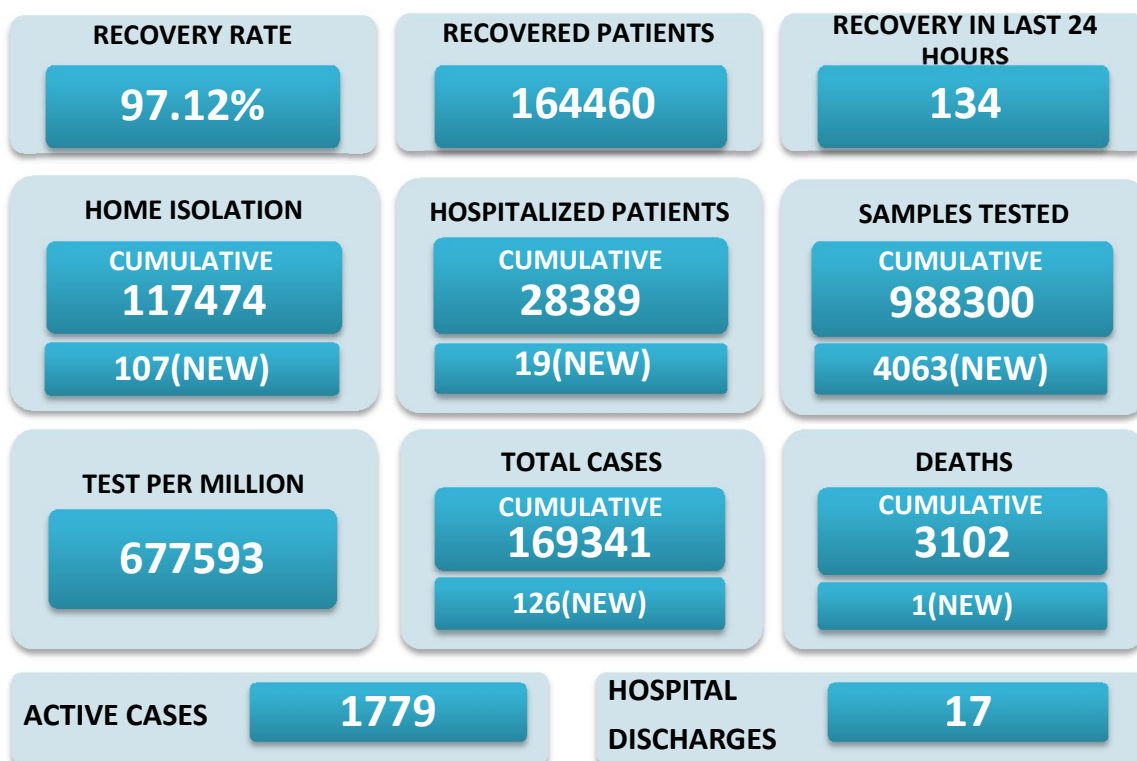 RECOVERY RATE
97.12%
RECOVERED PATIENTS
164460
RECOVERY IN LAST 24
HOURS
134
HOME ISOLATION
CUMULATIVE
117474
107(NEW)
HOSPITALIZED PATIENTS
CUMULATIVE
28389
19(NEW)
SAMPLES TESTED
CUMULATIVE
988300
4063(NEW)
TEST PER MILLION
677593
TOTAL CASES
CUMULATIVE
169341
126(NEW)
DEATHS
CUMULATIVE
3102
1(NEW)
ACTIVE CASES
1779
HOSPITAL
DISCHARGES
17